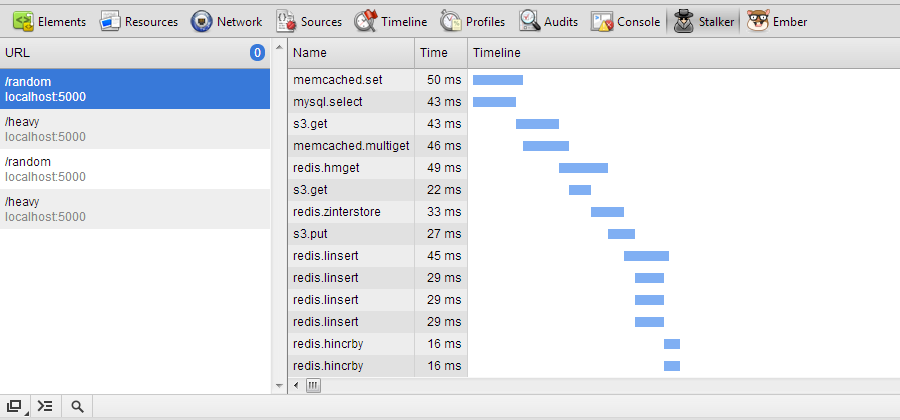 Elements Resources Network Sources Timeline Profiles Audits Console Stalker Ember
URL 0
/random
localhost:5000
/heavy
localhost:5000
/random
localhost:5000
/heavy
localhost:5000
Name Time Timeline
memcached.set 50 ms
mysql.select 43 ms
s3.get 43 ms
memcached.multiget 46 ms
redis.hmget 49 ms
s3.get 22 ms
redis.zinterstore 33 ms
s3.put 27 ms
redis.linsert 45 ms
redis.linsert 29 ms
redis.linsert 29 ms
redis.linsert 29 ms
redis.hincrby 16 ms
redis.hincrby 16 ms